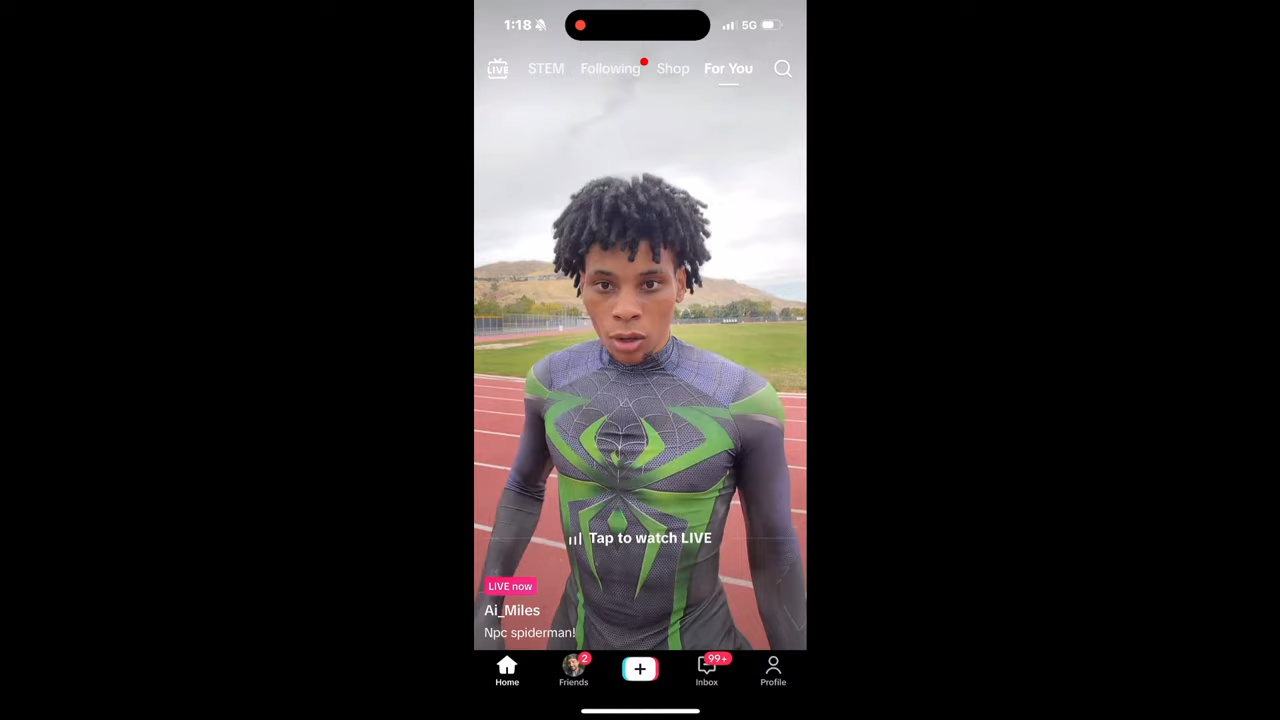 1:18 5G
LIVE STEM Following Shop For You
Tap to watch LIVE
LIVE now
Ai_Miles
Npc spiderman!
2 99+
Home Friends Inbox Profile